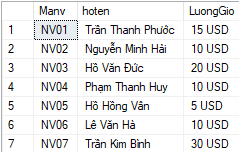 Manv hoten LuongGio
1 NV01 Trần Thanh Phước 15 USD
2 NV02 Nguyễn Minh Hải 10 USD
3 NV03 Hồ Văn Đức 20 USD
4 NV04 Phạm Thanh Huy 10 USD
5 NV05 Hồ Hồng Vân 5 USD
6 NV06 Lê Văn Hà 10 USD
7 NV07 Trần Kim Bình 30 USD